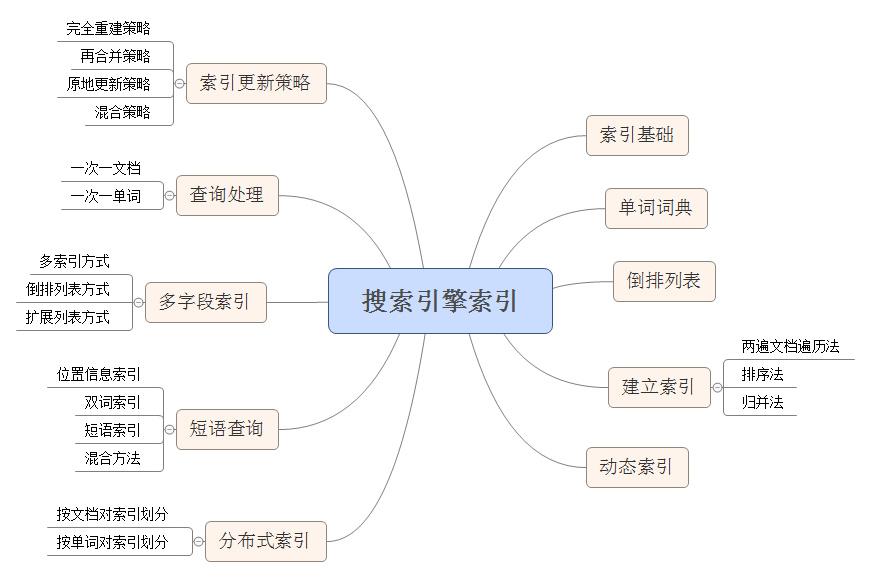 搜索引擎索引
索引基础
单词词典
倒排列表
建立索引
两遍文档遍历法
排序法
归并法
动态索引
索引更新策略
完全重建策略
再合并策略
原地更新策略
混合策略
查询处理
一次一文档
一次一单词
多字段索引
多索引方式
倒排列表方式
扩展列表方式
短语查询
位置信息索引
双词索引
短语索引
混合方法
分布式索引
按文档对索引划分
按单词对索引划分